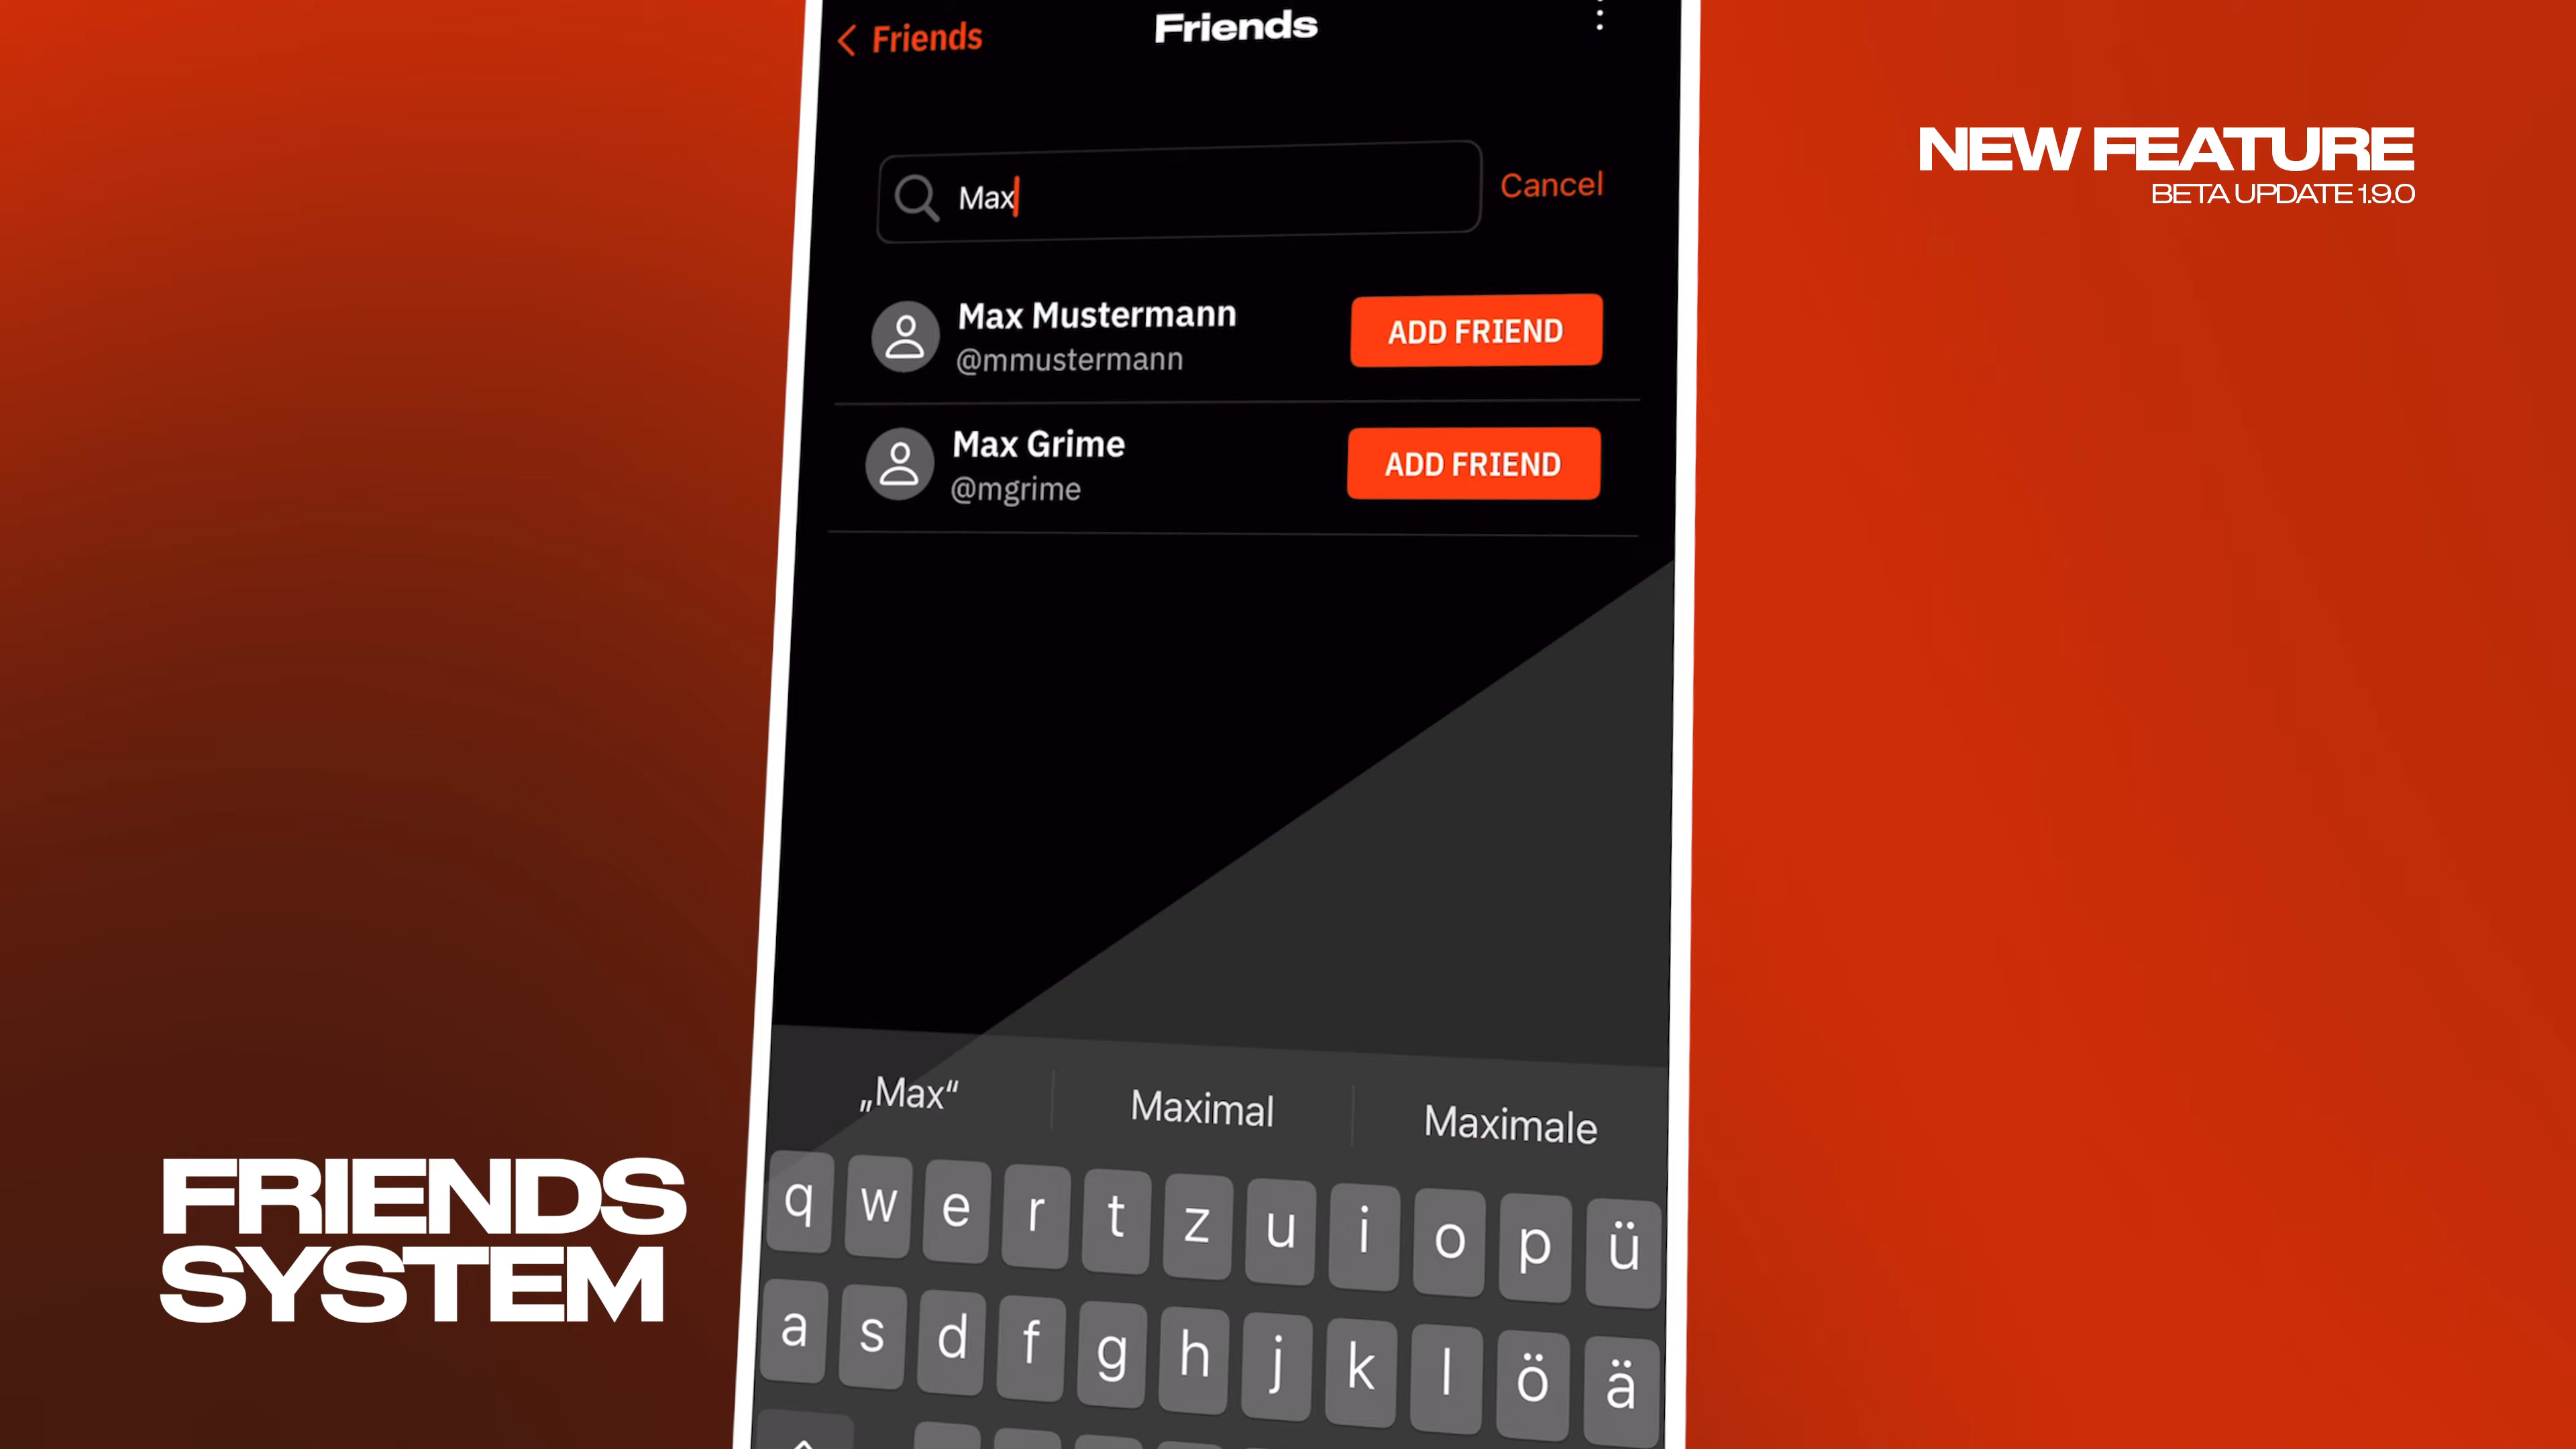 Friends
Friends
NEW FEATURE
BETA UPDATE 1.9.0
Max
Cancel
Max Mustermann
@mmustermann
ADD FRIEND
Max Grime
@mgrime
ADD FRIEND
„Max“
Maximal
Maximale
q w e r t z u i o p ü
a s d f g h j k l ö ä
FRIENDS
SYSTEM